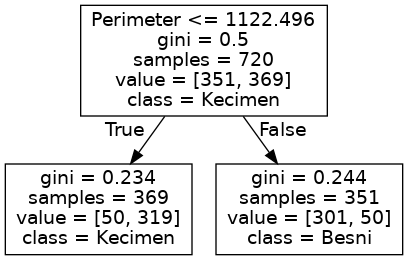 Perimeter <= 1122.496
gini = 0.5
samples = 720
value = [351, 369]
class = Kecimen
True
False
gini = 0.234
samples = 369
value = [50, 319]
class = Kecimen
gini = 0.244
samples = 351
value = [301, 50]
class = Besni